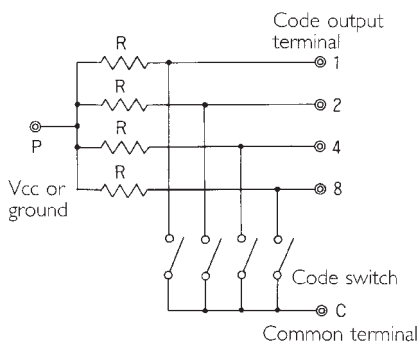 Code output
terminal
R
1
R
2
R
P
4
R
8
Vcc or
ground
Code switch
C
Common terminal